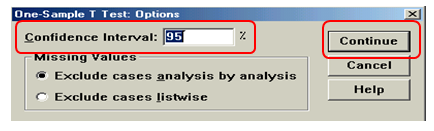 One-Sample T Test: Options
Confidence Interval: 95 %
Continue
Missing Values
Exclude cases analysis by analysis
Exclude cases listwise
Cancel
Help